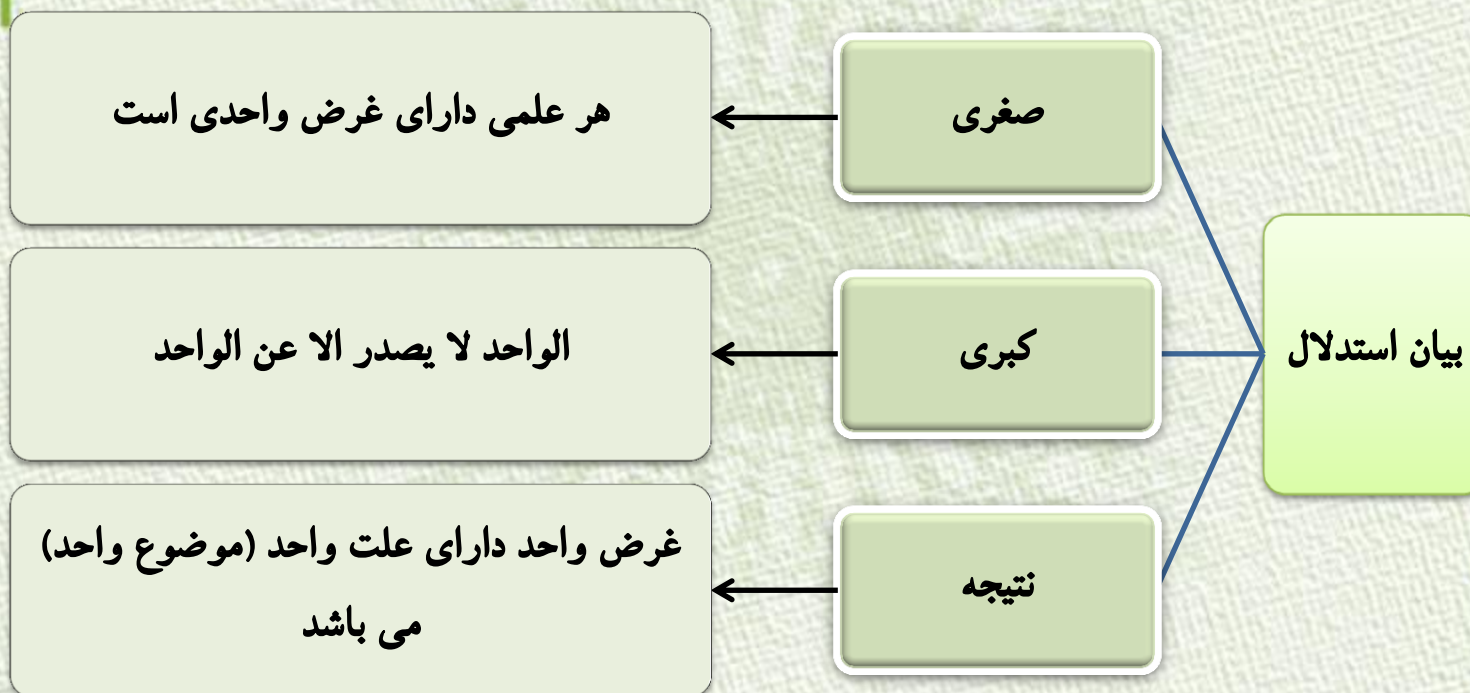 بیان استدلال
صغری
هر علمی دارای غرض واحدی است
کبری
الواحد لا یصدر الا عن الواحد
نتیجه
غرض واحد دارای علت واحد (موضوع واحد)
می باشد